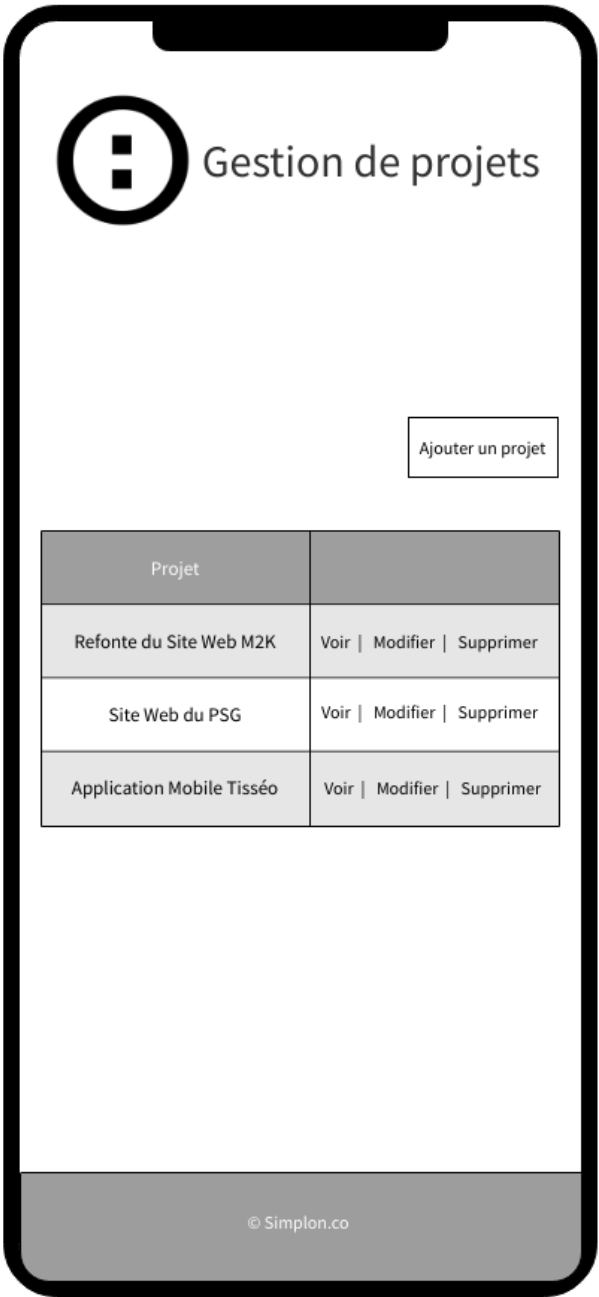 Gestion de projets
Ajouter un projet
Projet
Refonte du Site Web M2K Voir | Modifier | Supprimer
Site Web du PSG Voir | Modifier | Supprimer
Application Mobile Tisséo Voir | Modifier | Supprimer
© Simplon.co